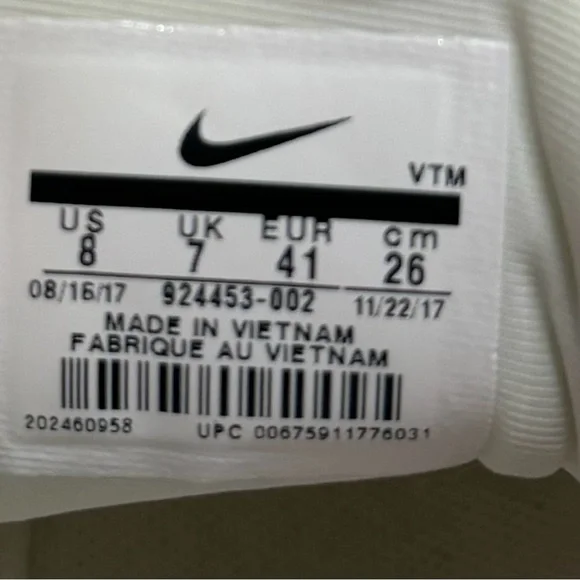 VTM
US UK EUR cm
8 7 41 26
08/16/17 924453-002 11/22/17
MADE IN VIETNAM
FABRIQUE AU VIETNAM
202460958 UPC 00675911776031